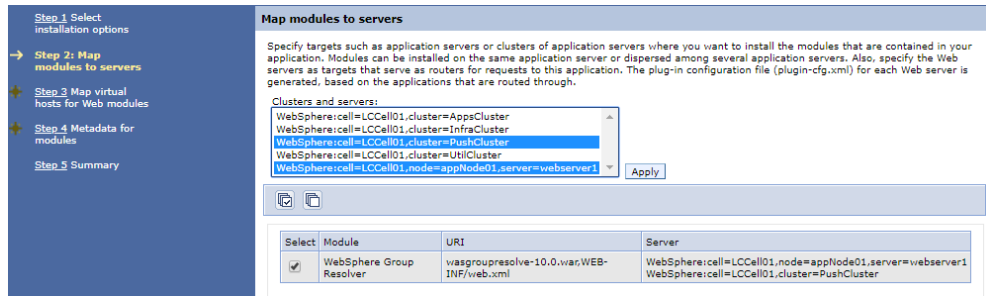 Step 1 Select
installation options
Step 2: Map
modules to servers
Step 3 Map virtual
hosts for Web modules
Step 4 Metadata for
modules
Step 5 Summary
Map modules to servers
Specify targets such as application servers or clusters of application servers where you want to install the modules that are contained in your
application. Modules can be installed on the same application server or dispersed among several application servers. Also, specify the Web
servers as targets that serve as routers for requests to this application. The plug-in configuration file (plugin-cfg.xml) for each Web server is
generated, based on the applications that are routed through.
Clusters and servers:
WebSphere:cell=LCCell01,cluster=AppsCluster
WebSphere:cell=LCCell01,cluster=InfraCluster
WebSphere:cell=LCCell01,cluster=PushCluster
WebSphere:cell=LCCell01,cluster=UtilCluster
WebSphere:cell=LCCell01,node=appNode01,server=webserver1
Apply
Select Module URI Server
WebSphere Group
Resolver
wasgroupresolve-10.0.war,WEB-
INF/web.xml
WebSphere:cell=LCCell01,node=appNode01,server=webserver1
WebSphere:cell=LCCell01,cluster=PushCluster